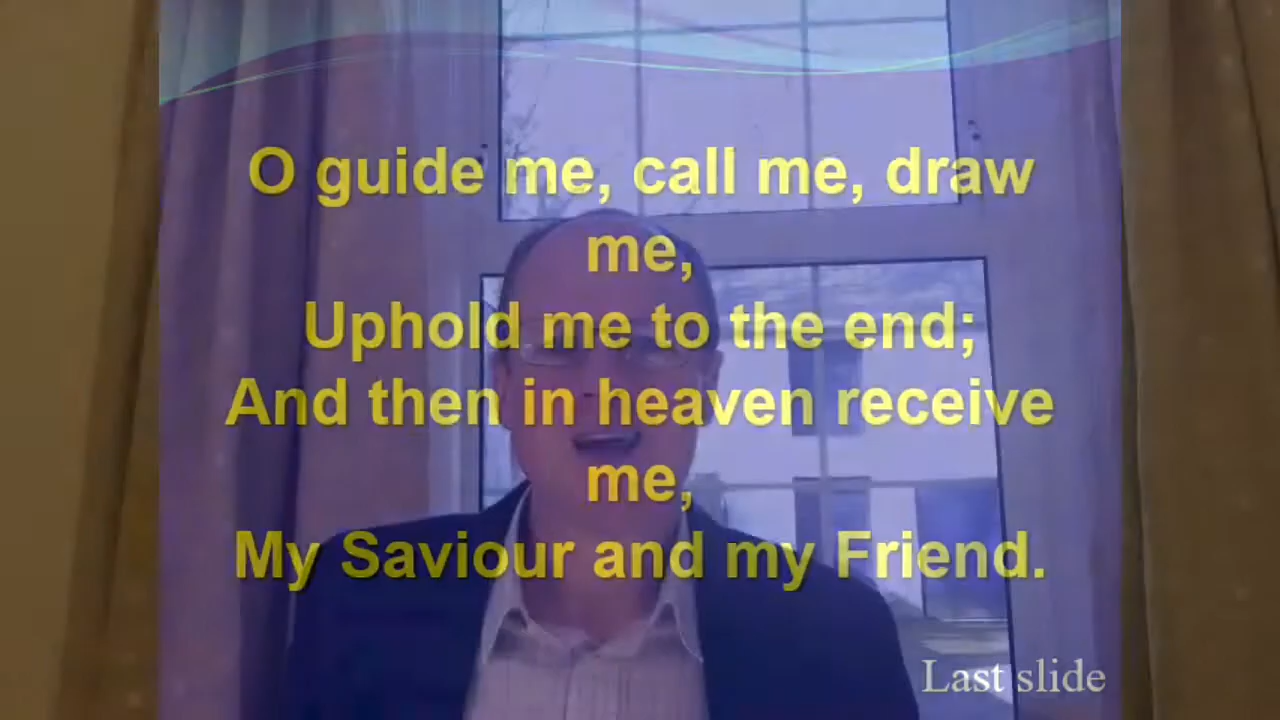 O guide me, call me, draw
me,
Uphold me to the end;
And then in heaven receive
me,
My Saviour and my Friend.
Last slide